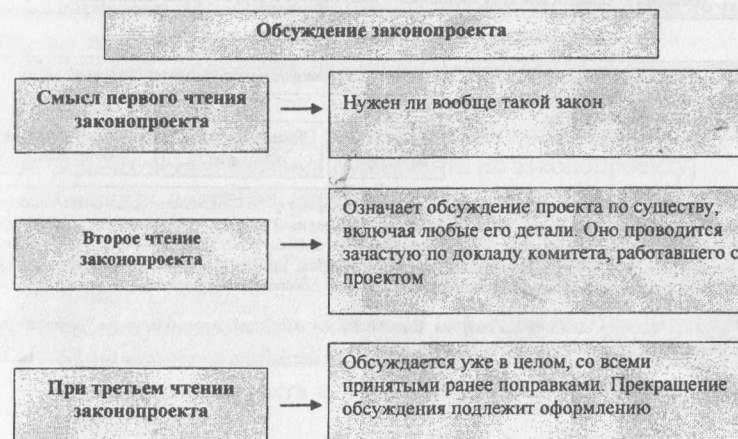 Обсуждение законопроекта
Смысл первого чтения
законопроекта
Нужен ли вообще такой закон
Второе чтение
законопроекта
Означает обсуждение проекта по существу,
включая любые его детали. Оно проводится
зачастую по докладу комитета, работавшего с
проектом
При третьем чтении
законопроекта
Обсуждается уже в целом, со всеми
принятыми ранее поправками. Прекращение
обсуждения подлежит оформлению